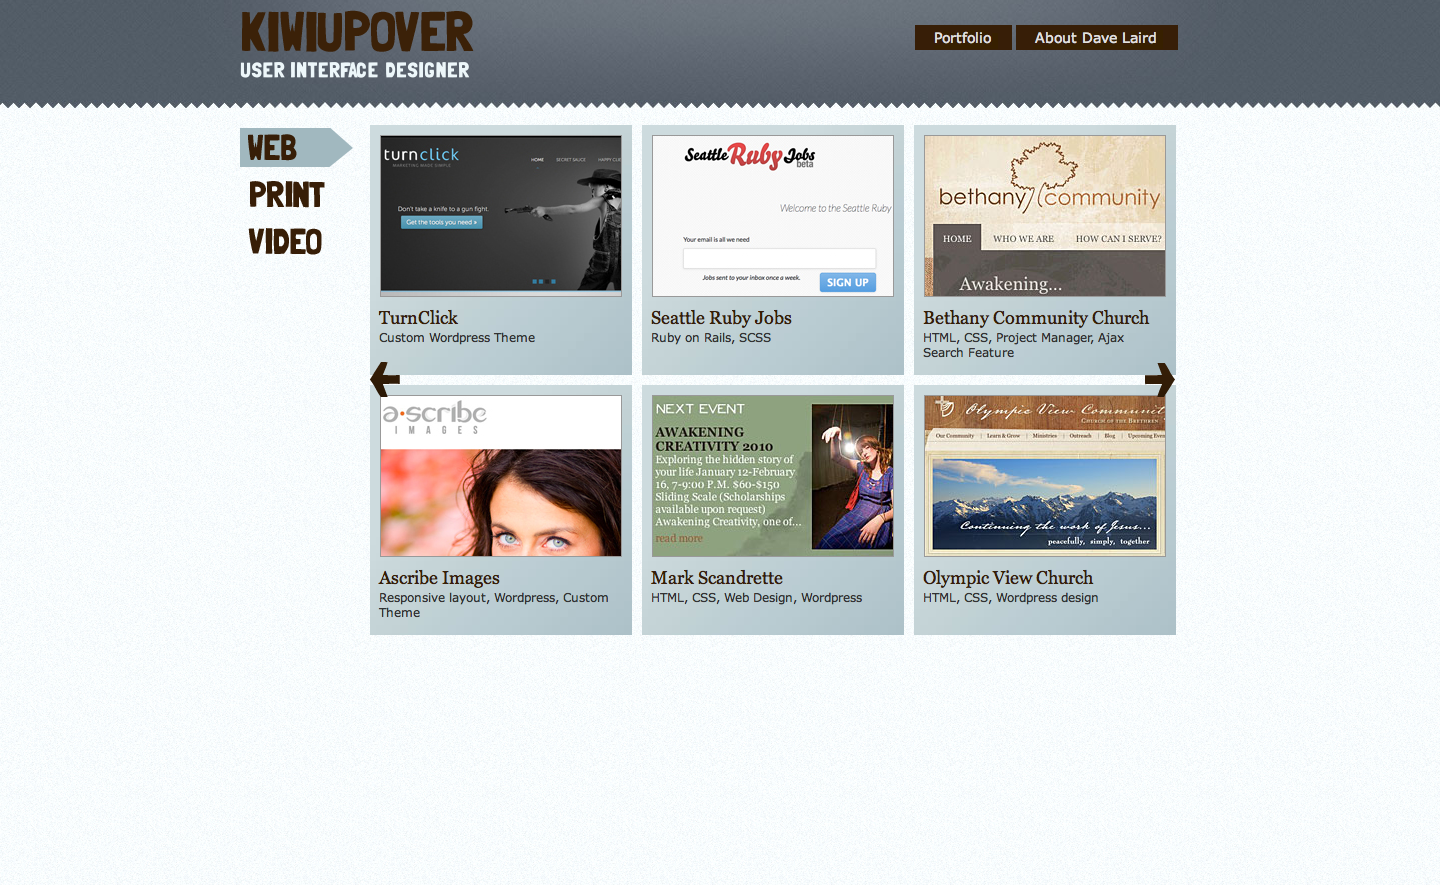 KIWIUPOVER
USER INTERFACE DESIGNER
Portfolio
About Dave Laird
WEB
PRINT
VIDEO
turnclick
MARKETING MADE SIMPLE
HOME SECRET SAUCE HAPPY CUS
Don't take a knife to a gun fight.
Get the tools you need »
TurnClick
Custom Wordpress Theme
Seattle Ruby Jobs
beta
Welcome to the Seattle Ruby
Your email is all we need
Jobs sent to your inbox once a week.
SIGN UP
Seattle Ruby Jobs
Ruby on Rails, SCSS
bethany community
HOME WHO WE ARE HOW CAN I SERVE?
Awakening...
Bethany Community Church
HTML, CSS, Project Manager, Ajax
Search Feature
a·scribe
IMAGES
Ascribe Images
Responsive layout, Wordpress, Custom
Theme
NEXT EVENT
AWAKENING
CREATIVITY 2010
Exploring the hidden story of
your life January 12-February
16, 7-9:00 P.M. $60-$150
Sliding Scale (Scholarships
available upon request)
Awakening Creativity, one of...
read more
Mark Scandrette
HTML, CSS, Web Design, Wordpress
Olympic View Community
CHURCH OF THE BRETHREN
Our Community | Learn & Grow | Ministries | Outreach | Blog | Upcoming Even
Continuing the work of Jesus...
peacefully, simply, together
Olympic View Church
HTML, CSS, Wordpress design